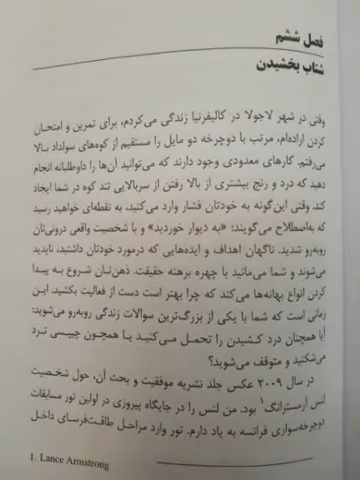 فصل ششم
شتاب بخشیدن
وقتی در شهر لاجولا در کالیفرنیا زندگی می‌کردم، برای تمرین و امتحان
کردن اراده‌ام، مرتب با دوچرخه دو مایل را مستقیم از کوه‌های سولداد بالا
می‌رفتم. کارهای معدودی وجود دارند که می‌توانید آن‌ها را داوطلبانه انجام
دهید که درد و رنج بیشتری از بالا رفتن از سربالایی تند کوه در شما ایجاد
کند. وقتی این‌گونه به خودتان فشار وارد می‌کنید، به نقطه‌ای خواهید رسید
که به‌اصطلاح می‌گویند: «به دیوار خوردید» و با شخصیت واقعی درونی‌تان
روبه‌رو شدید. ناگهان اهداف و ایده‌هایی که درمورد خودتان داشتید، ناپدید
می‌شوند و شما می‌مانید با چهره برهنه حقیقت. ذهن‌تان شروع به پیدا
کردن انواع بهانه‌ها می‌کند که چرا بهتر است دست از فعالیت بکشید. این
زمانی است که شما با یکی از بزرگ‌ترین سوالات زندگی روبه‌رو می‌شوید:
آیا همچنان درد کشیدن را تحمل می‌کنید یا همچون چیپسی ترد
می‌شکنید و متوقف می‌شوید؟
در سال ۲۰۰۹ عکس جلد نشریه موفقیت و بحث آن، حول شخصیت
لنس آرمسترانگ¹ بود. من لنس را در جایگاه پیروزی در اولین تور مسابقات
دوچرخه‌سواری فرانسه به یاد دارم. تور وارد مراحل طاقت‌فرسای داخل
1. Lance Armstrong